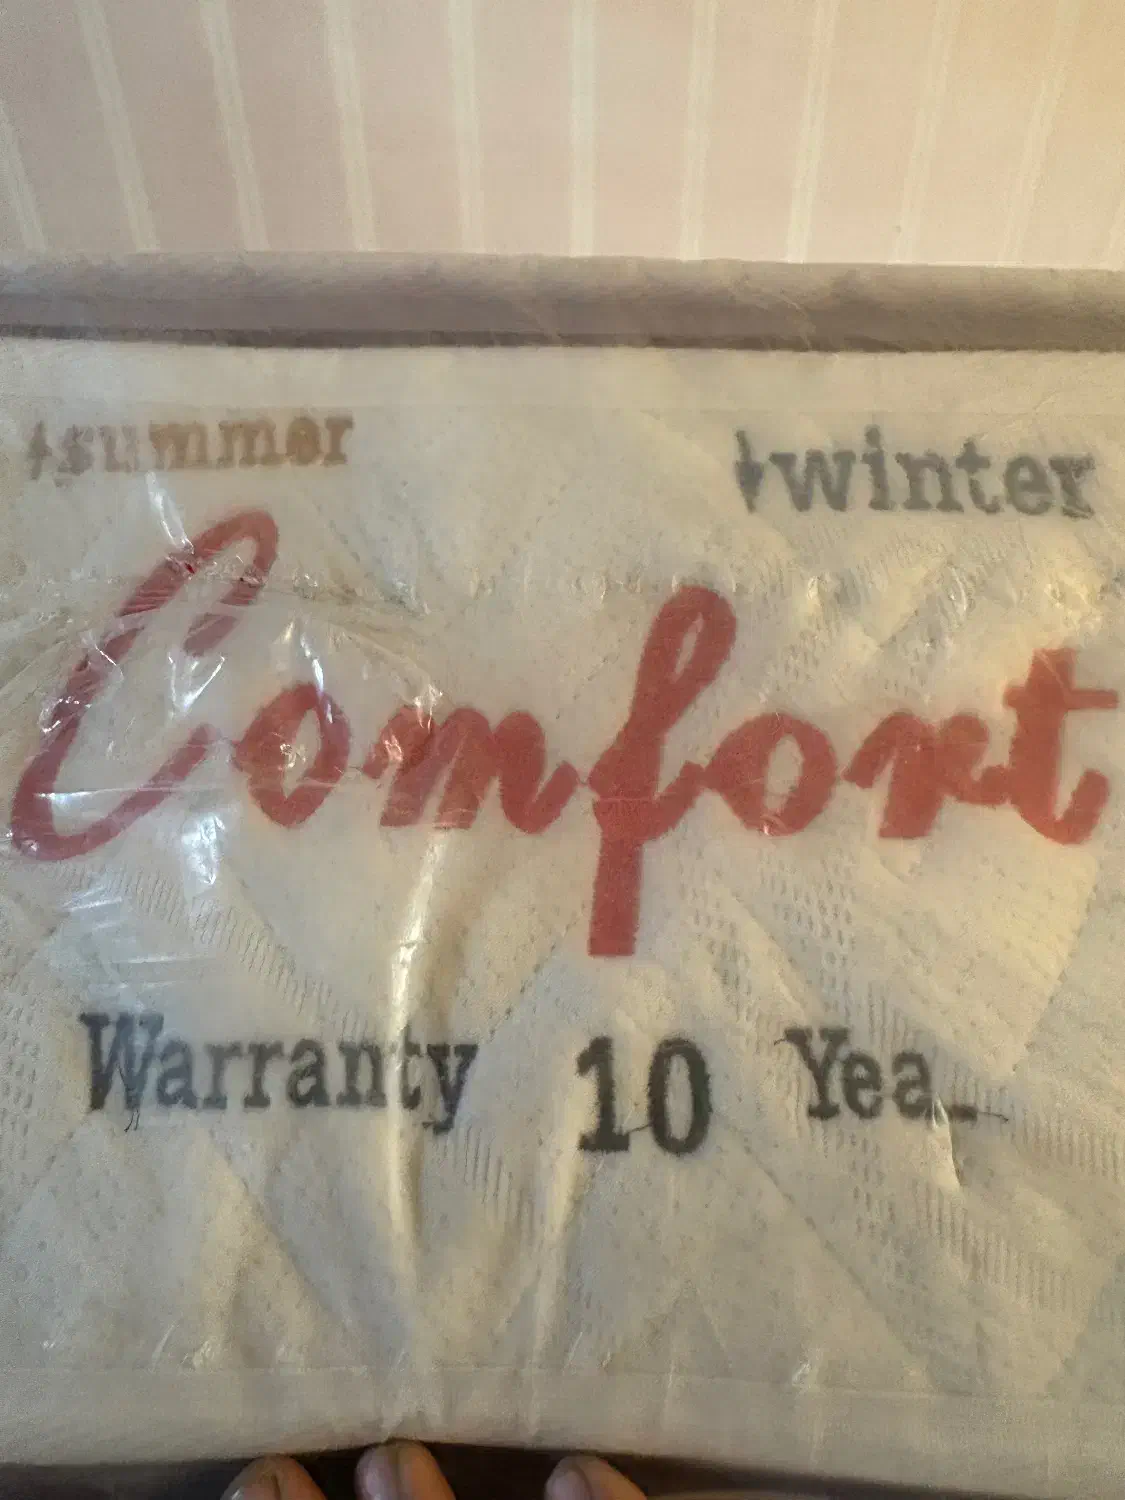 summer winter
Comfort
Warranty 10 Yea